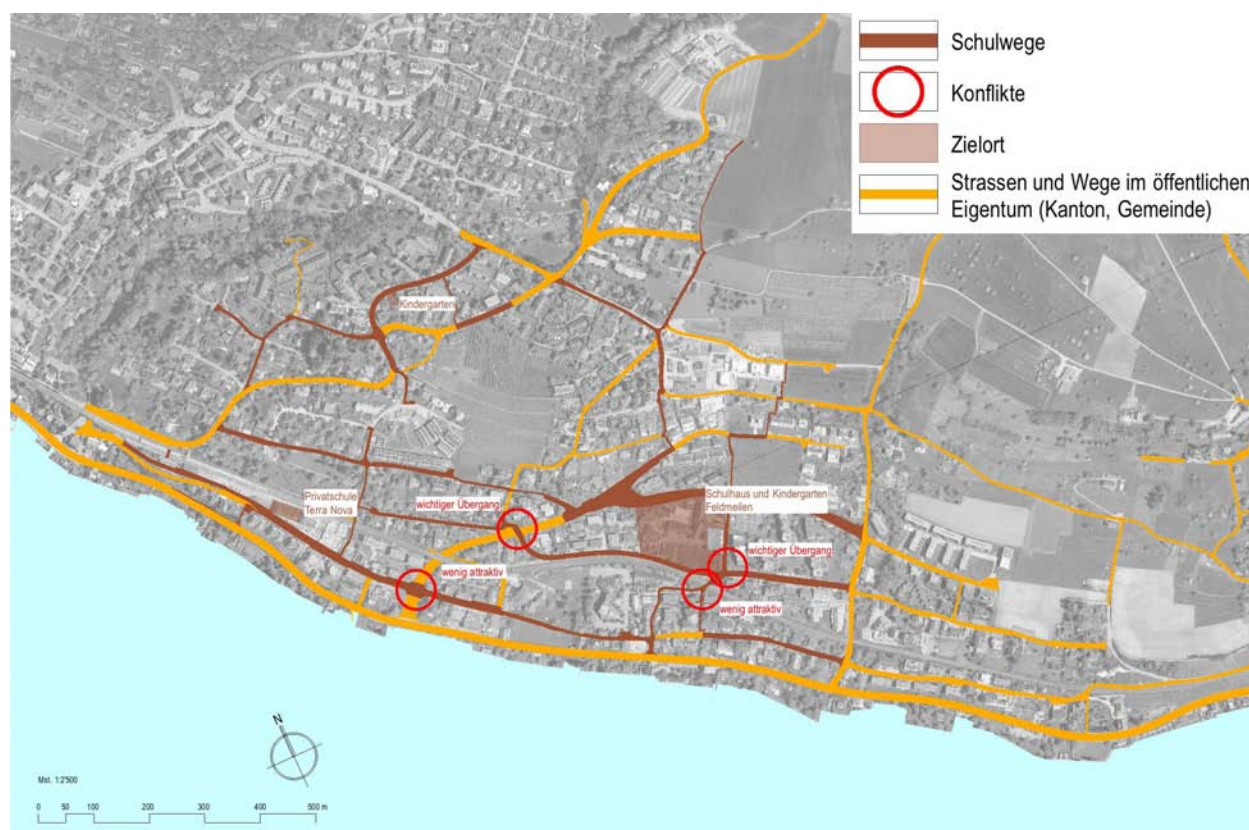 Schulwege
Konflikte
Zielort
Strassen und Wege im öffentlichen
Eigentum (Kanton, Gemeinde)
Kindergarten
Privatschule
Terra Nova
wichtiger Übergang
Schulhaus und Kindergarten
Feldmeilen
wichtiger Übergang
wenig attraktiv
wenig attraktiv
N
Mst. 1:2'500
0 50 100 200 300 400 500 m